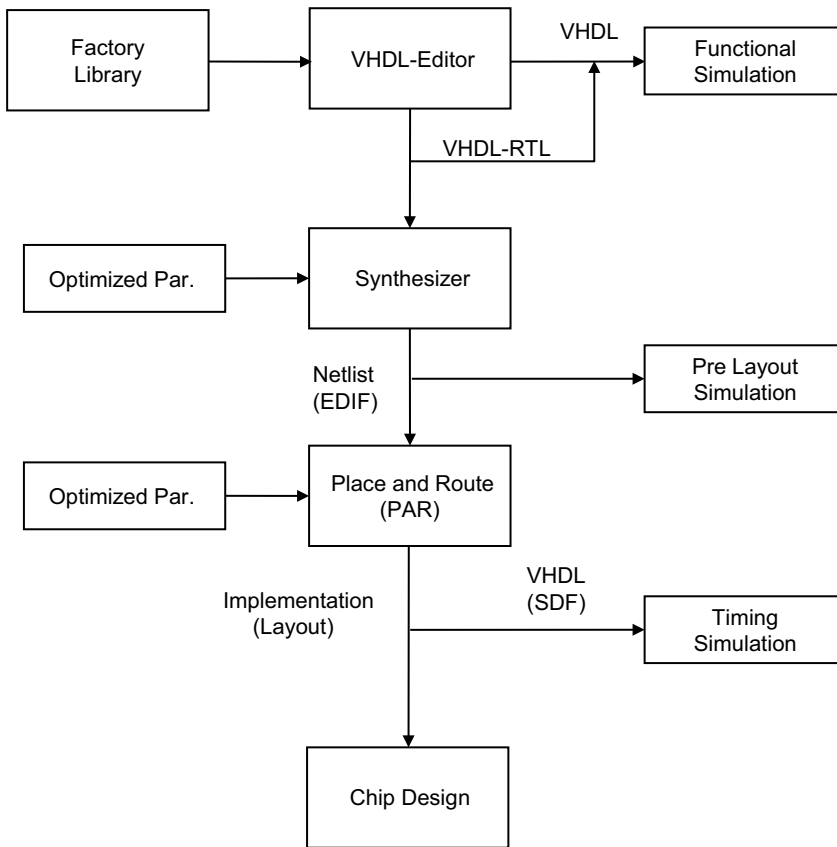 Factory
Library
VHDL-Editor
VHDL
Functional
Simulation
VHDL-RTL
Optimized Par.
Synthesizer
Netlist
(EDIF)
Pre Layout
Simulation
Optimized Par.
Place and Route
(PAR)
Implementation
(Layout)
VHDL
(SDF)
Timing
Simulation
Chip Design